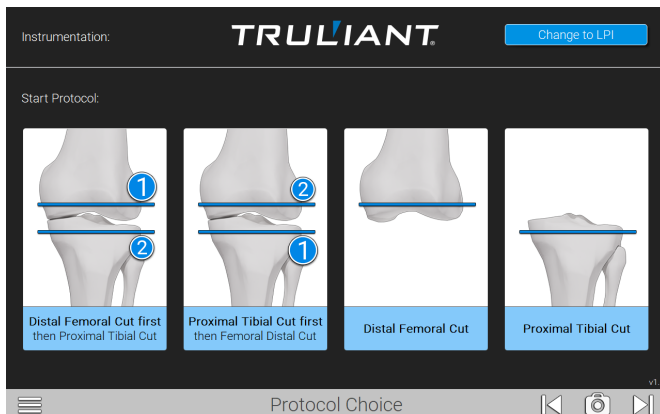 Instrumentation:
TRULIANT®
Change to LPI
Start Protocol:
1
2
2
1
Distal Femoral Cut first
then Proximal Tibial Cut
Proximal Tibial Cut first
then Femoral Distal Cut
Distal Femoral Cut
Proximal Tibial Cut
v1.
Protocol Choice